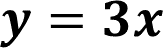 y = 3x